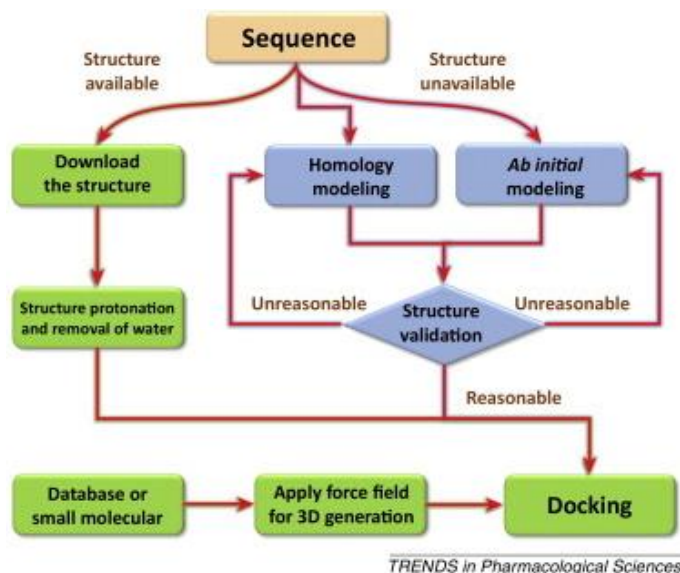 Sequence
Structure
available
Structure
unavailable
Download
the structure
Homology
modeling
Ab initial
modeling
Structure protonation
and removal of water
Unreasonable
Structure
validation
Unreasonable
Reasonable
Database or
small molecular
Apply force field
for 3D generation
Docking
TRENDS in Pharmacological Sciences